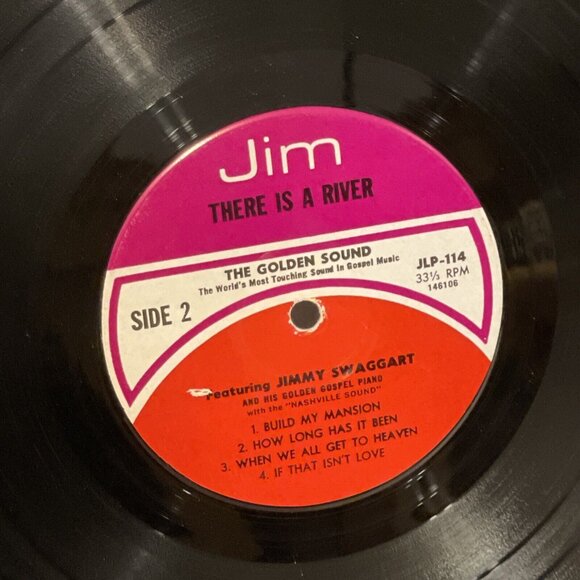 Jim
THERE IS A RIVER
THE GOLDEN SOUND
The World's Most Touching Sound In Gospel Music
JLP-114
33⅓ RPM
146106
SIDE 2
Featuring JIMMY SWAGGART
AND HIS GOLDEN GOSPEL PIANO
with the "NASHVILLE SOUND"
1. BUILD MY MANSION
2. HOW LONG HAS IT BEEN
3. WHEN WE ALL GET TO HEAVEN
4. IF THAT ISN'T LOVE